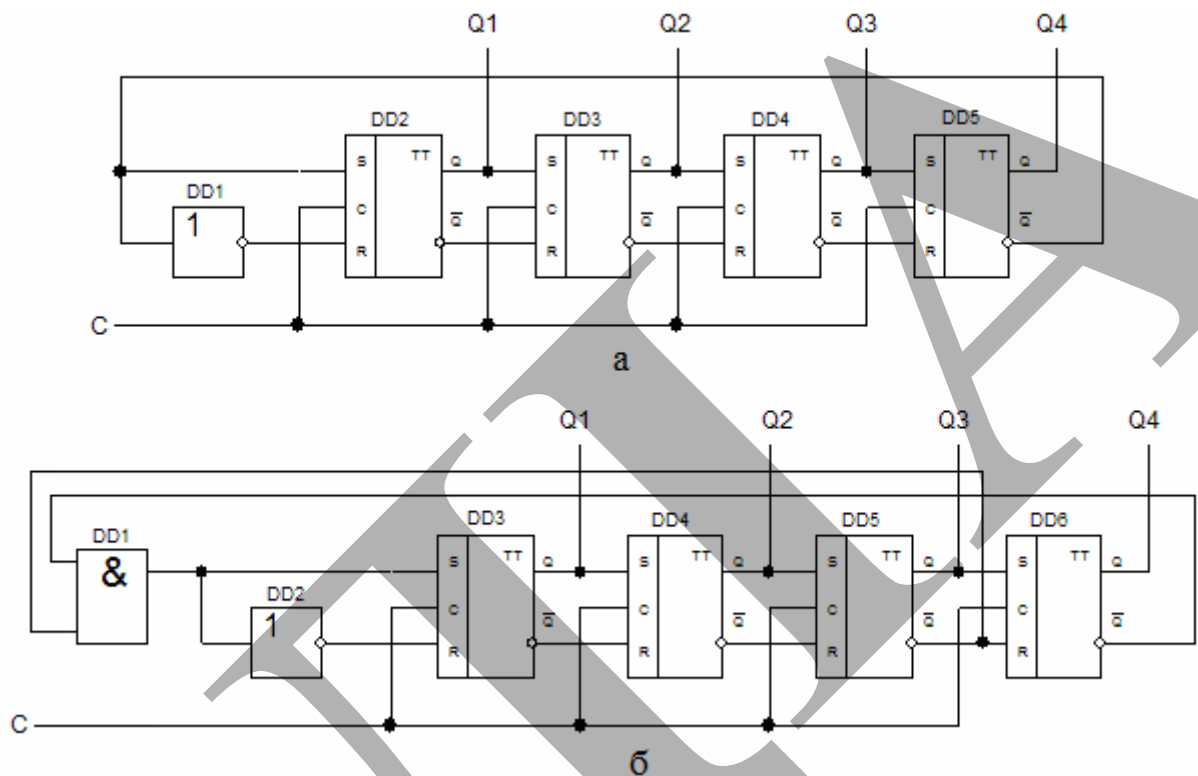 Q1 Q2 Q3 Q4
DD2 DD3 DD4 DD5
S TT Q S TT Q S TT Q S TT Q
DD1
1
C Q̅ C Q̅ C Q̅ C Q̅
R R R R
C
а
Q1 Q2 Q3 Q4
DD3 DD4 DD5 DD6
DD1
&
S TT Q S TT Q S TT Q S TT Q
DD2
1
C Q̅ C Q̅ C Q̅ C Q̅
R R R R
C
б